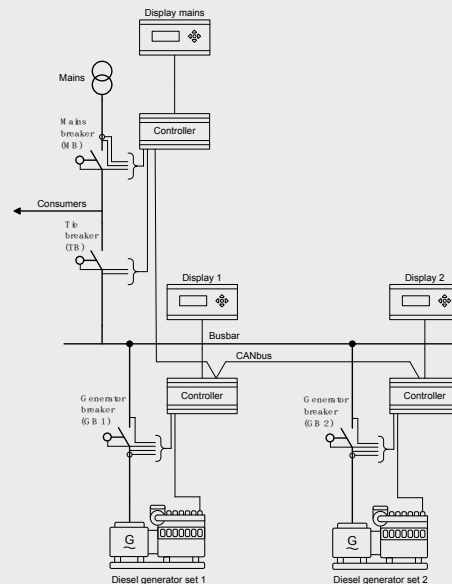 Display mains
Mains
Mains
breaker
(MB)
Controller
Consumers
Tie
breaker
(TB)
Display 1
Display 2
Busbar
CANbus
Generator
breaker
(GB 1)
Controller
Generator
breaker
(GB 2)
Controller
G
~
G
~
Diesel generator set 1
Diesel generator set 2